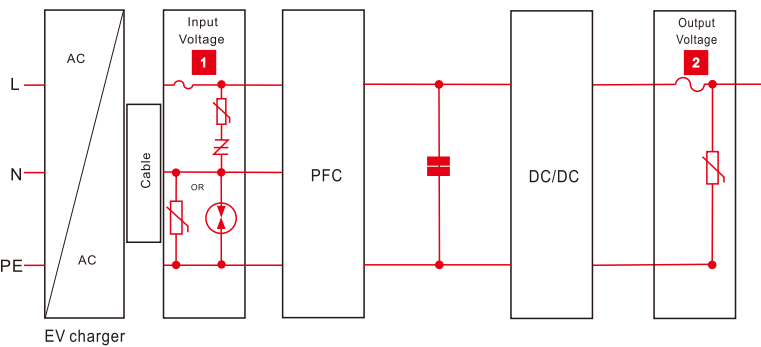 Input
Voltage
1
Output
Voltage
2
AC
L
Cable
N
OR
PFC
DC/DC
PE
AC
EV charger